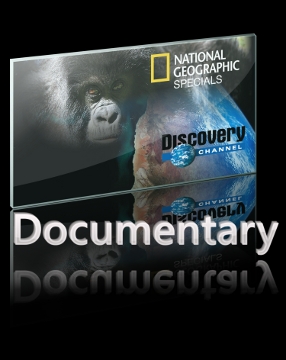 NATIONAL
GEOGRAPHIC
SPECIALS
Discovery
CHANNEL
Documentary